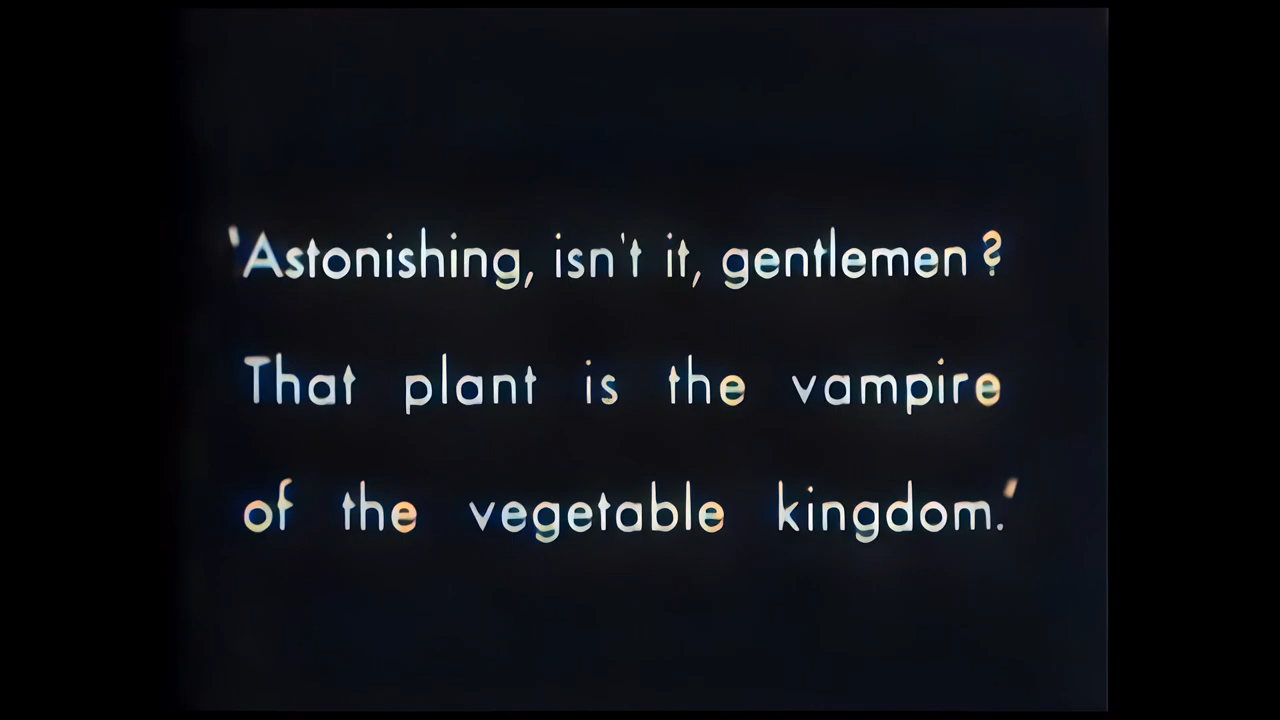 'Astonishing, isn't it, gentlemen?
That plant is the vampire
of the vegetable kingdom.'